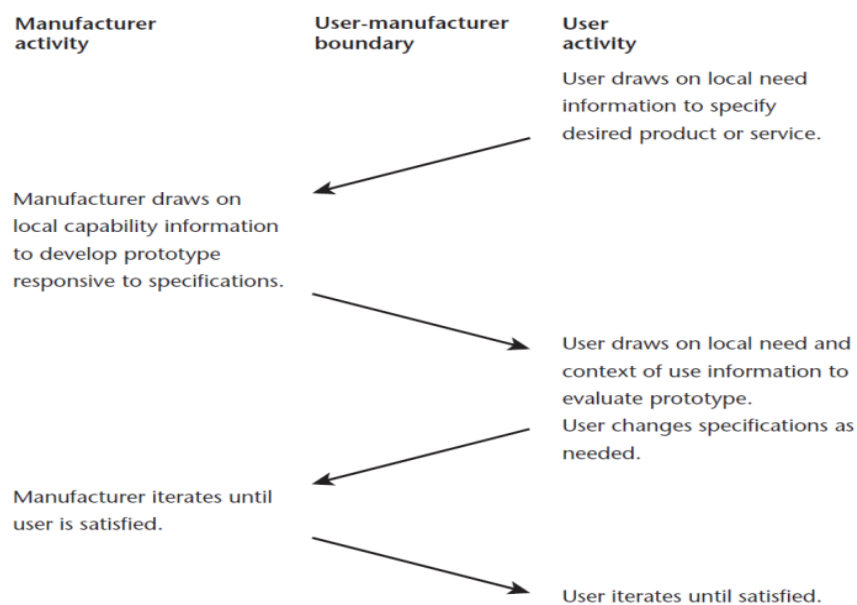 Manufacturer
activity
User-manufacturer
boundary
User
activity
User draws on local need
information to specify
desired product or service.
Manufacturer draws on
local capability information
to develop prototype
responsive to specifications.
User draws on local need and
context of use information to
evaluate prototype.
User changes specifications as
needed.
Manufacturer iterates until
user is satisfied.
User iterates until satisfied.